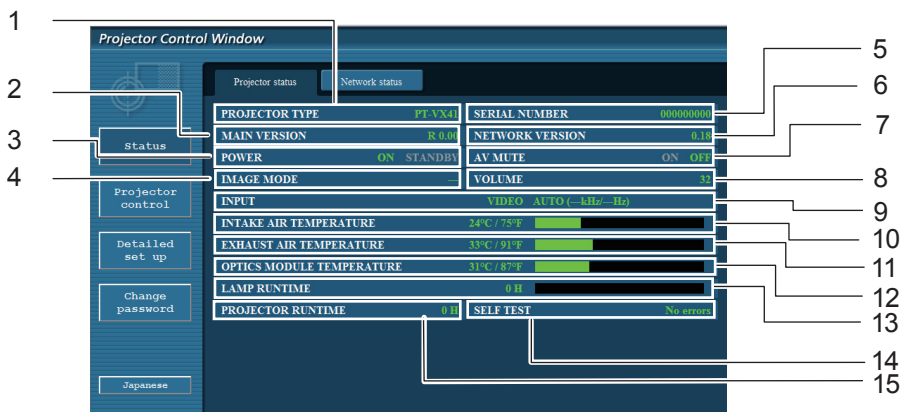 Projector Control Window
Projector status
Network status
Status
Projector
control
Detailed
set up
Change
password
Japanese
PROJECTOR TYPE PT-VX41
SERIAL NUMBER 000000000
MAIN VERSION R 0.00
NETWORK VERSION 0.18
POWER ON STANDBY
AV MUTE ON OFF
IMAGE MODE —
VOLUME 32
INPUT VIDEO AUTO (—kHz/—Hz)
INTAKE AIR TEMPERATURE 24°C / 75°F
EXHAUST AIR TEMPERATURE 33°C / 91°F
OPTICS MODULE TEMPERATURE 31°C / 87°F
LAMP RUNTIME 0 H
PROJECTOR RUNTIME 0 H
SELF TEST No errors
1
2
3
4
5
6
7
8
9
10
11
12
13
14
15